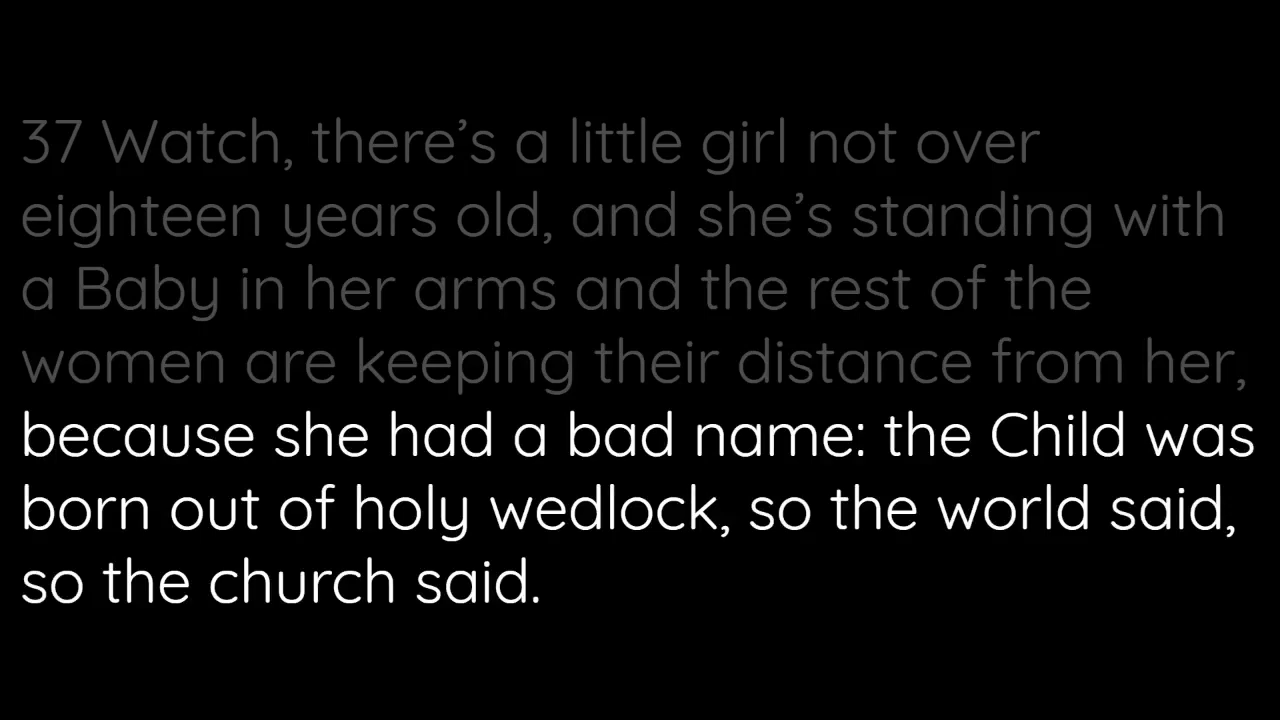 37 Watch, there’s a little girl not over
eighteen years old, and she’s standing with
a Baby in her arms and the rest of the
women are keeping their distance from her,
because she had a bad name: the Child was
born out of holy wedlock, so the world said,
so the church said.